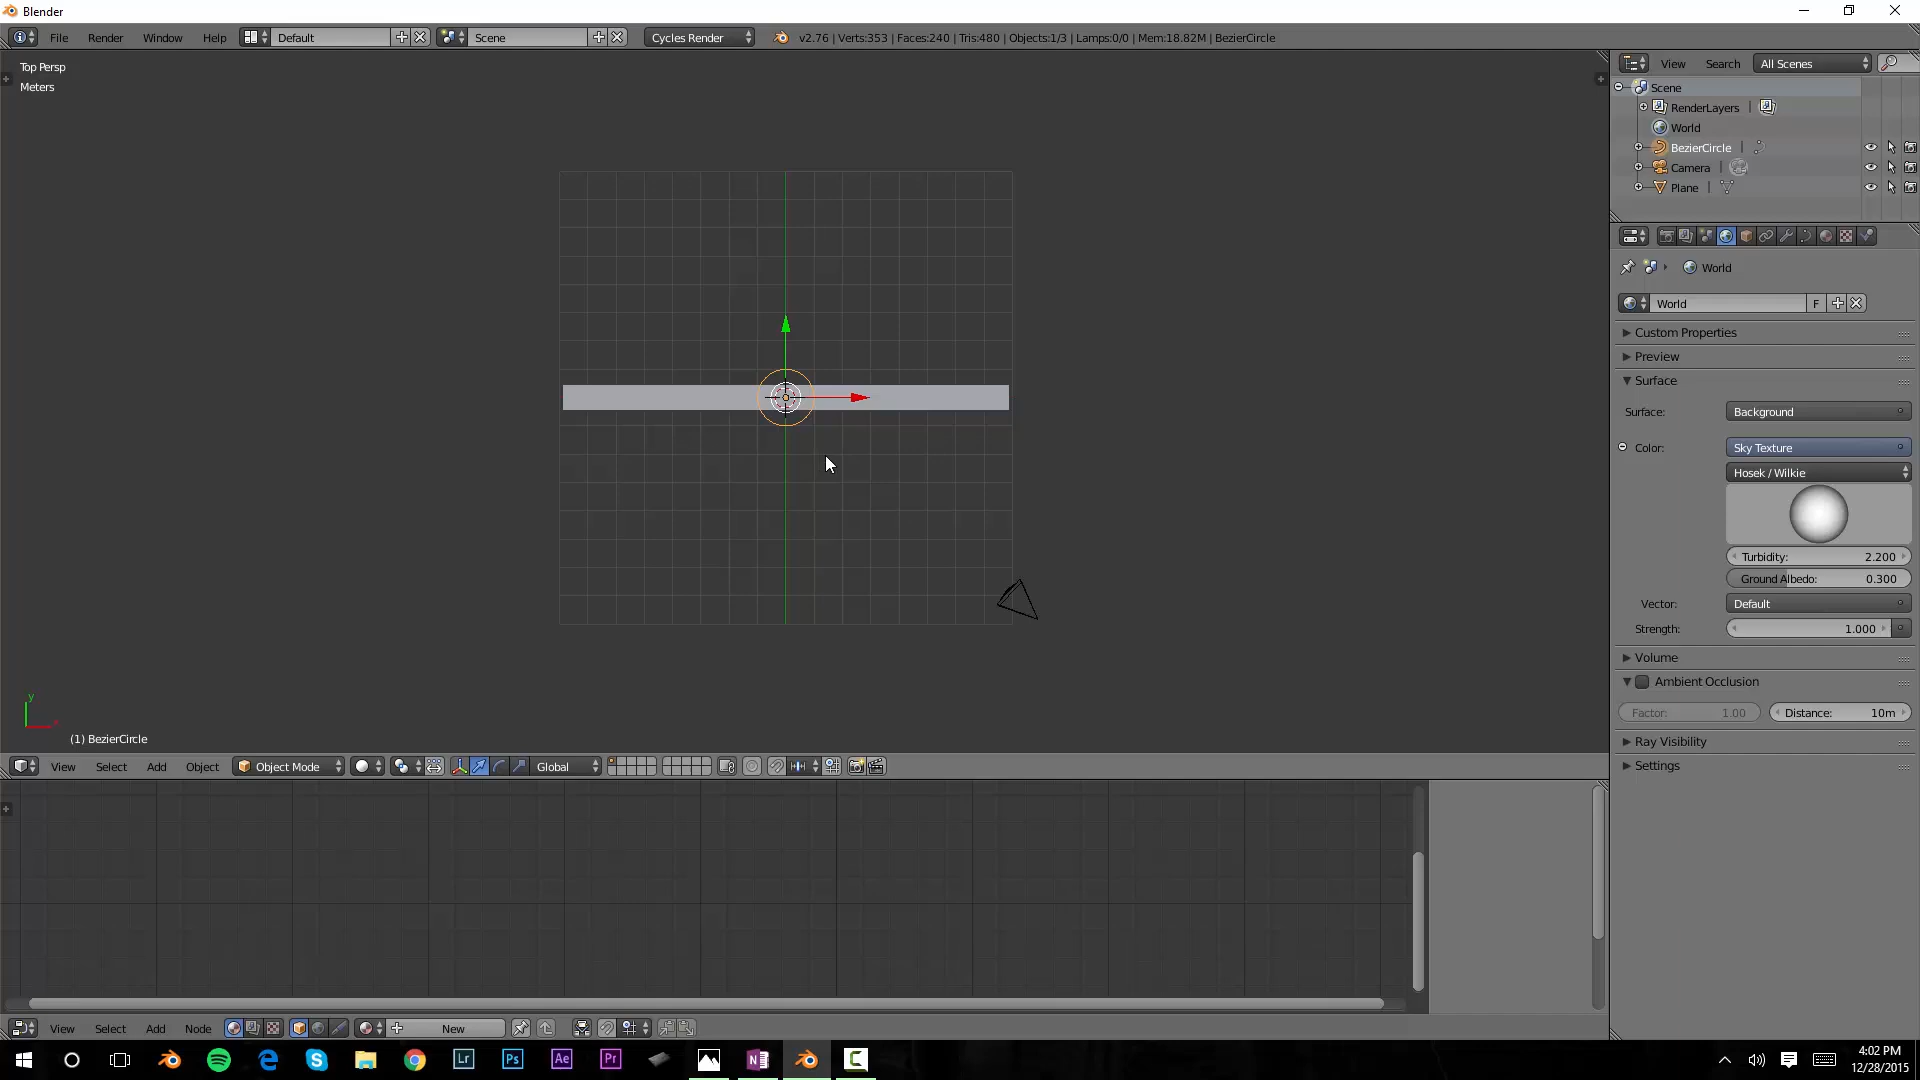 Blender
File Render Window Help Default Scene Cycles Render v2.76 | Verts:353 | Faces:240 | Tris:480 | Objects:1/3 | Lamps:0/0 | Mem:18.82M | BezierCircle
Top Persp
Meters
View Search All Scenes
Scene
RenderLayers
World
BezierCircle
Camera
Plane
World
World F
Custom Properties
Preview
Surface
Surface: Background
Color: Sky Texture
Hosek / Wilkie
Turbidity: 2.200
Ground Albedo: 0.300
Vector: Default
Strength: 1.000
Volume
Ambient Occlusion
Factor: 1.00 Distance: 10m
Ray Visibility
Settings
y
x
(1) BezierCircle
View Select Add Object Object Mode Global
View Select Add Node New
Lr Ps Ae Pr N C
4:02 PM
12/28/2015